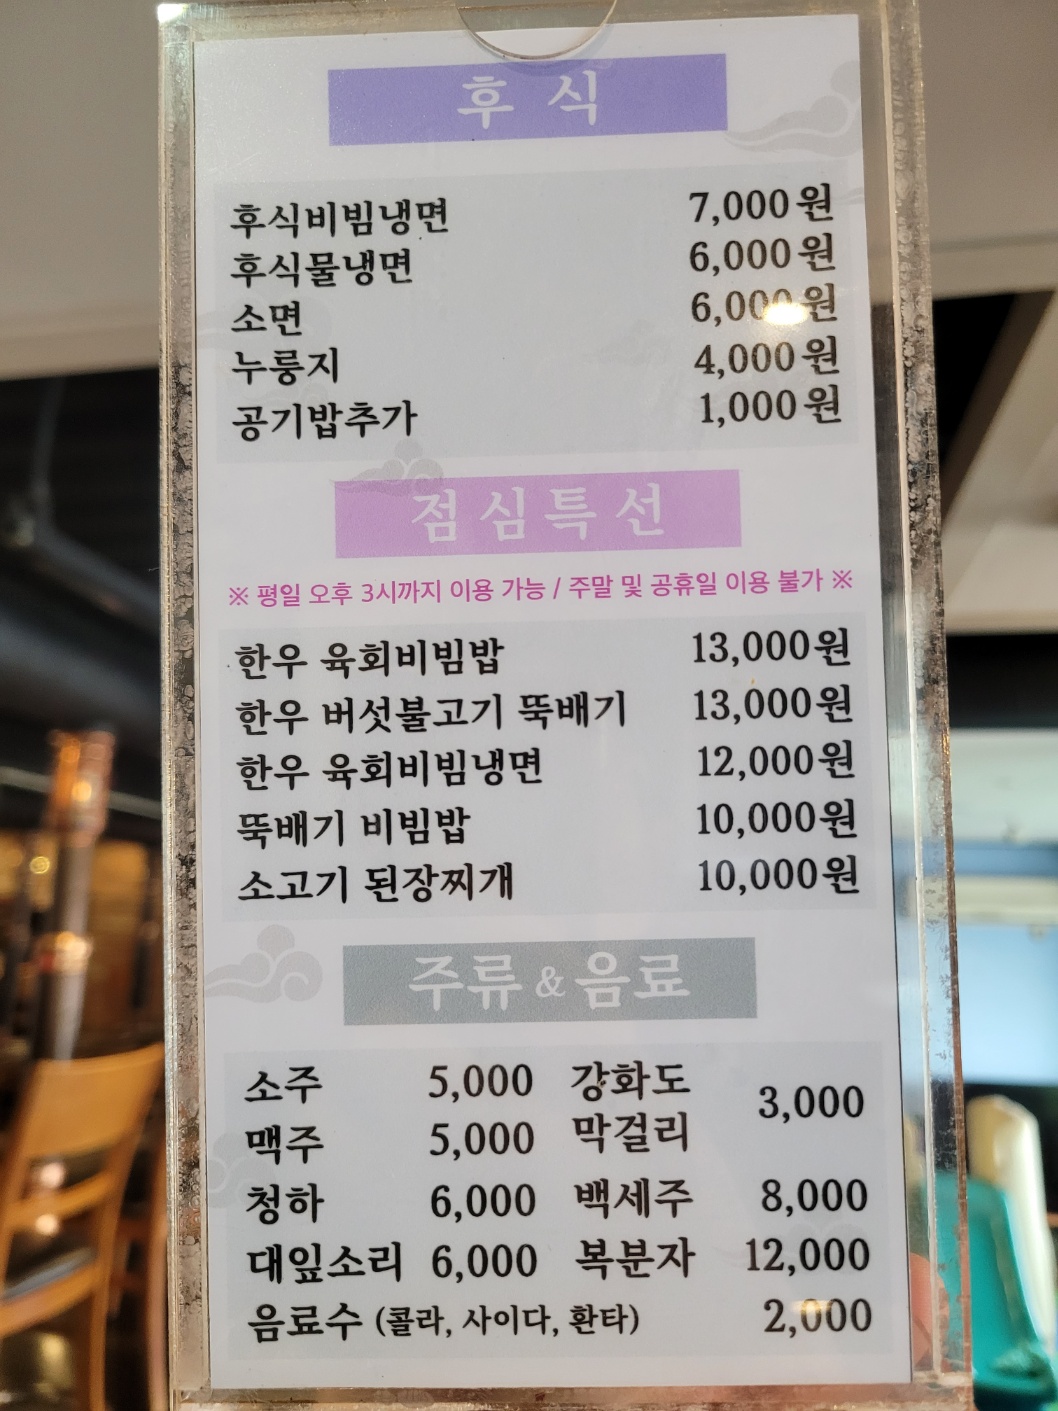 후 식
후식비빔냉면 7,000원
후식물냉면 6,000원
소면 6,000원
누룽지 4,000원
공기밥추가 1,000원
점심특선
※ 평일 오후 3시까지 이용 가능 / 주말 및 공휴일 이용 불가 ※
한우 육회비빔밥 13,000원
한우 버섯불고기 뚝배기 13,000원
한우 육회비빔냉면 12,000원
뚝배기 비빔밥 10,000원
소고기 된장찌개 10,000원
주류&음료
소주 5,000 강화도
막걸리 3,000
맥주 5,000
청하 6,000 백세주 8,000
대잎소리 6,000 복분자 12,000
음료수 (콜라, 사이다, 환타) 2,000